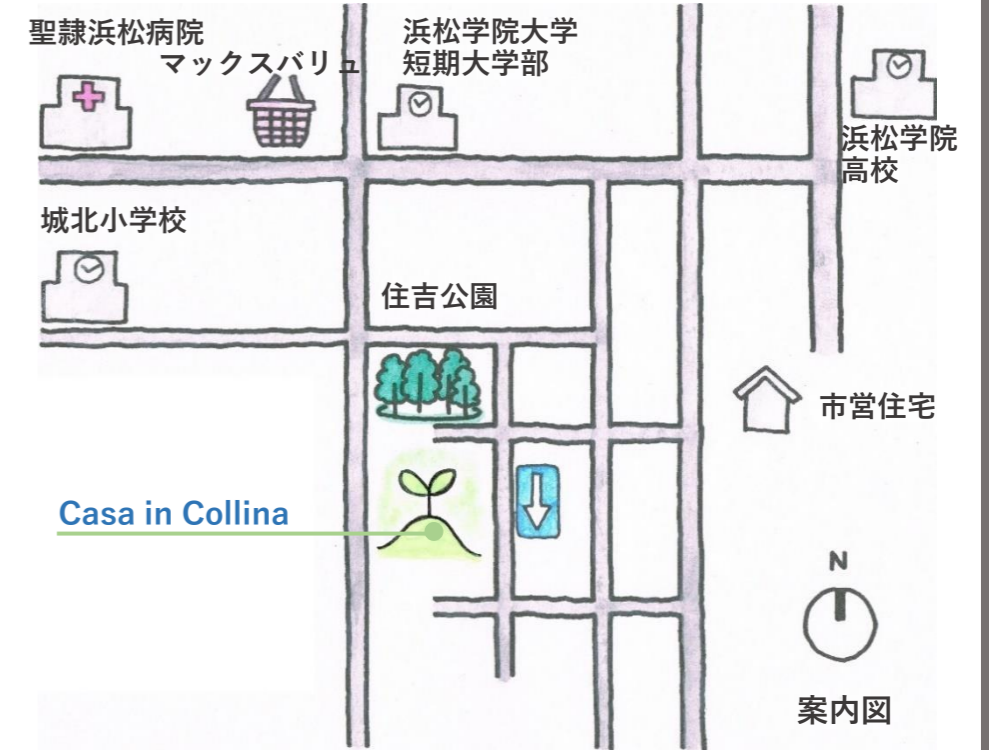 聖隷浜松病院
マックスバリュ
浜松学院大学
短期大学部
浜松学院
高校
城北小学校
住吉公園
市営住宅
Casa in Collina
N
案内図